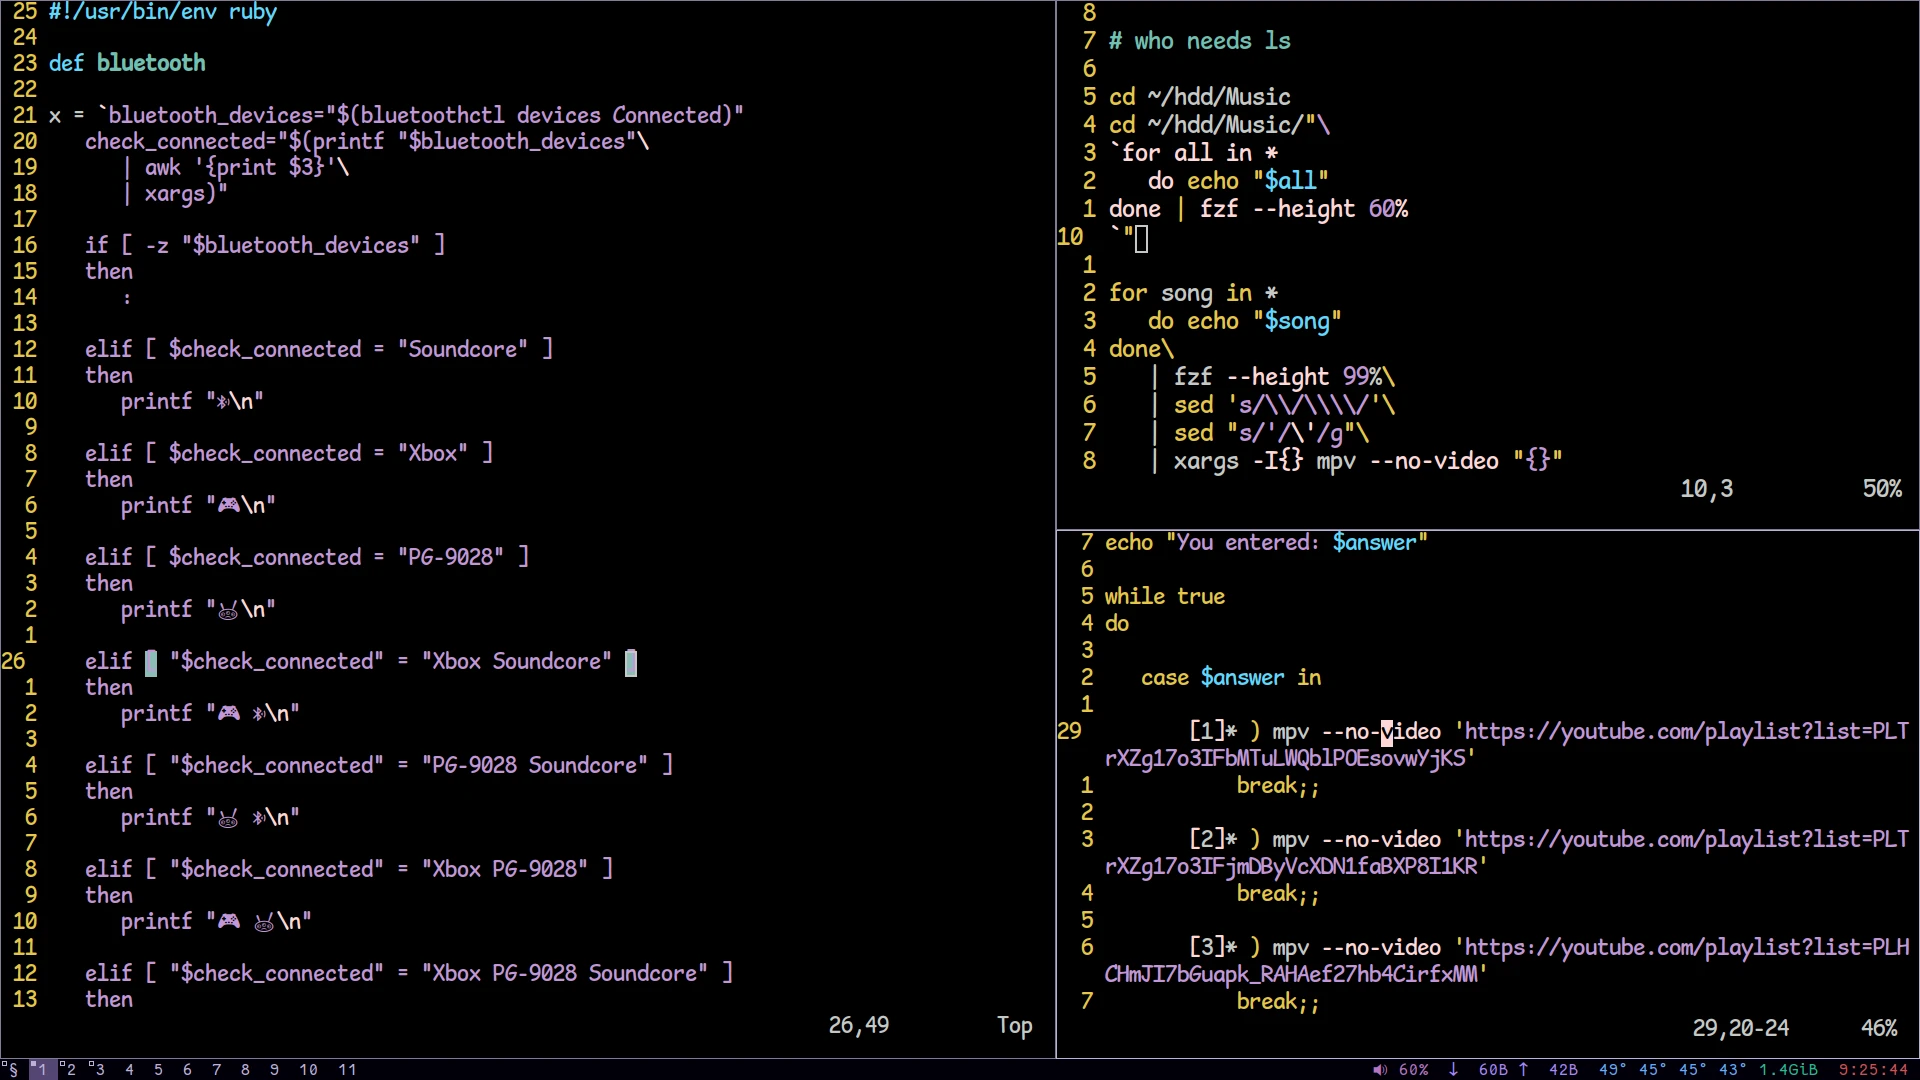 25 #!/usr/bin/env ruby
24
23 def bluetooth
22
21 x = `bluetooth_devices="$(bluetoothctl devices Connected)"
20    check_connected="$(printf "$bluetooth_devices"\
19       | awk '{print $3}'\
18       | xargs)"
17
16    if [ -z "$bluetooth_devices" ]
15    then
14       :
13
12    elif [ $check_connected = "Soundcore" ]
11    then
10       printf "\n"
9
8    elif [ $check_connected = "Xbox" ]
7    then
6       printf "🎮\n"
5
4    elif [ $check_connected = "PG-9028" ]
3    then
2       printf "\n"
1
26    elif [ "$check_connected" = "Xbox Soundcore" ]
1    then
2       printf "🎮 \n"
3
4    elif [ "$check_connected" = "PG-9028 Soundcore" ]
5    then
6       printf " \n"
7
8    elif [ "$check_connected" = "Xbox PG-9028" ]
9    then
10       printf "🎮 \n"
11
12    elif [ "$check_connected" = "Xbox PG-9028 Soundcore" ]
13    then
26,49 Top
8
7 # who needs ls
6
5 cd ~/hdd/Music
4 cd ~/hdd/Music/"\
3 `for all in *
2    do echo "$all"
1 done | fzf --height 60%
10 `"
1
2 for song in *
3    do echo "$song"
4 done\
5    | fzf --height 99%\
6    | sed 's/\\/\\\\/'\
7    | sed "s/'/\'/g"\
8    | xargs -I{} mpv --no-video "{}"
10,3 50%
7 echo "You entered: $answer"
6
5 while true
4 do
3
2    case $answer in
1
29       [1]* ) mpv --no-video 'https://youtube.com/playlist?list=PLT
rXZg17o3IFbMTuLWQblPOEsovwYjKS'
1           break;;
2
3       [2]* ) mpv --no-video 'https://youtube.com/playlist?list=PLT
rXZg17o3IFjmDByVcXDN1faBXP8I1KR'
4           break;;
5
6       [3]* ) mpv --no-video 'https://youtube.com/playlist?list=PLH
CHmJI7bGuapk_RAHAef27hb4CirfxMM'
7           break;;
29,20-24 46%
§ 1 2 3 4 5 6 7 8 9 10 11
60% ↓ 60B ↑ 42B 49° 45° 45° 43° 1.4GiB 9:25:44